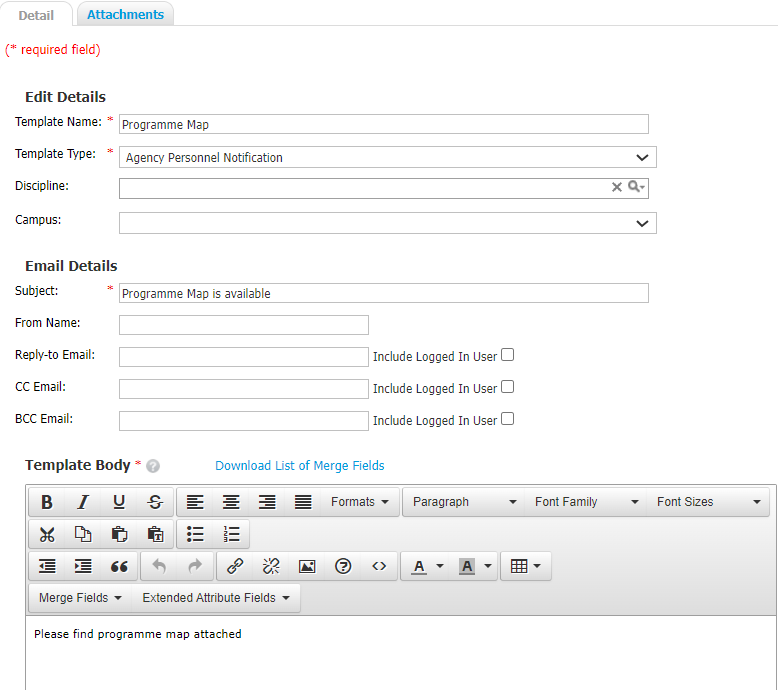 Detail Attachments
(* required field)
Edit Details
Template Name: * Programme Map
Template Type: * Agency Personnel Notification
Discipline:
Campus:
Email Details
Subject: * Programme Map is available
From Name:
Reply-to Email: Include Logged In User
CC Email: Include Logged In User
BCC Email: Include Logged In User
Template Body * ? Download List of Merge Fields
B I U S Formats Paragraph Font Family Font Sizes
A A
Merge Fields Extended Attribute Fields
Please find programme map attached